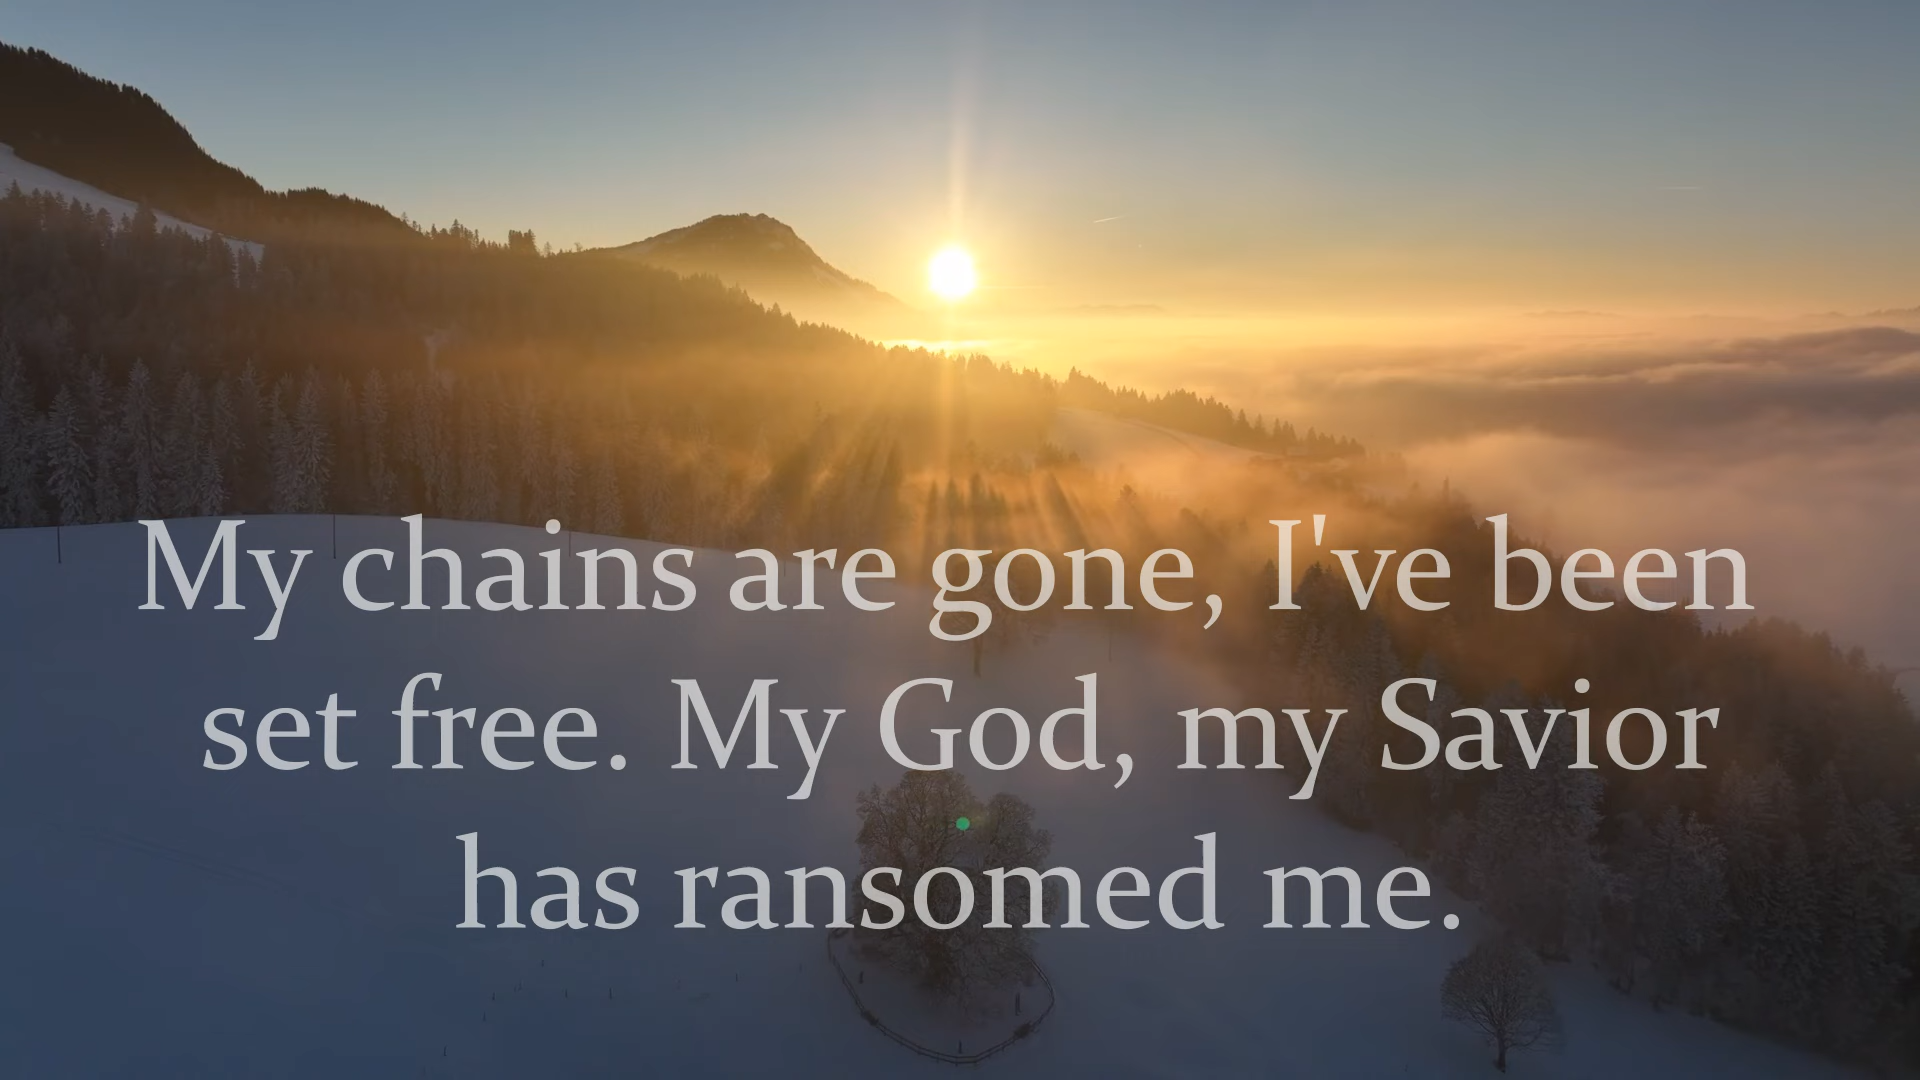 My chains are gone, I've been
set free. My God, my Savior
has ransomed me.